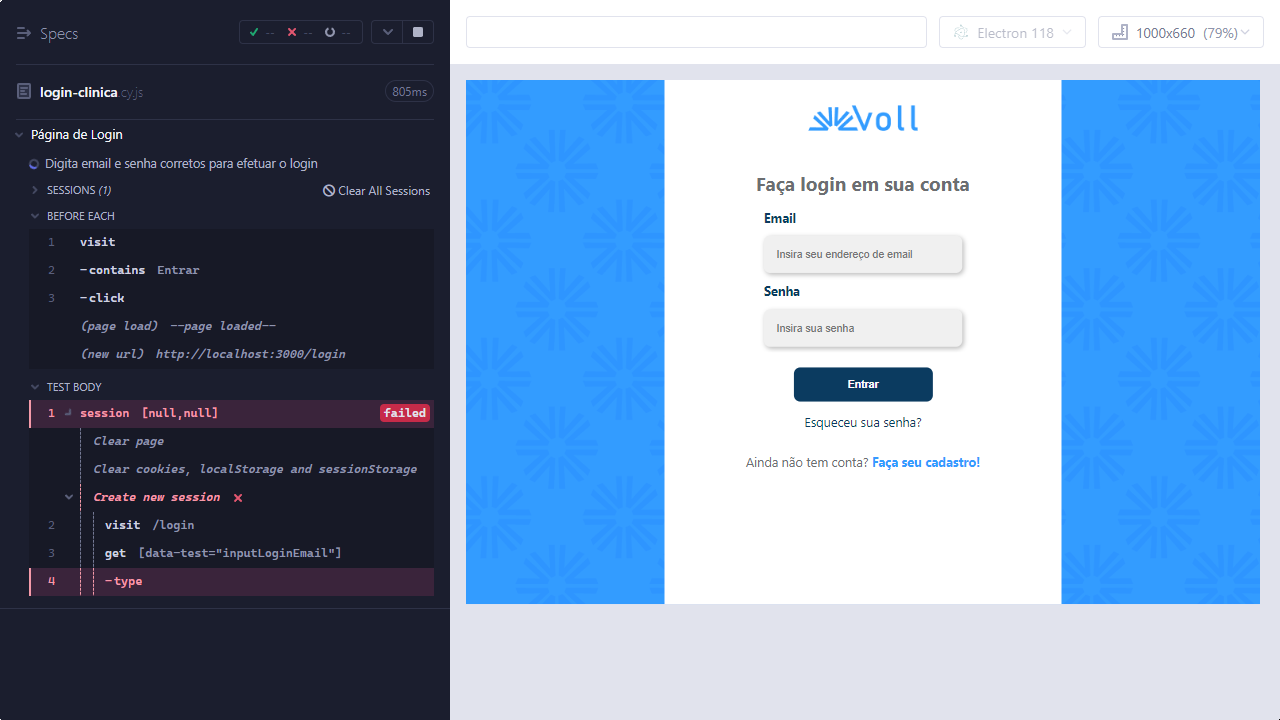 Specs
-- -- --
login-clinica.cy.js 805ms
Página de Login
Digita email e senha corretos para efetuar o login
SESSIONS (1) Clear All Sessions
BEFORE EACH
1 visit
2 -contains Entrar
3 -click
(page load) --page loaded--
(new url) http://localhost:3000/login
TEST BODY
1 session [null,null] failed
Clear page
Clear cookies, localStorage and sessionStorage
Create new session
2 visit /login
3 get [data-test="inputLoginEmail"]
4 -type
Electron 118
1000x660 (79%)
Voll
Faça login em sua conta
Email
Insira seu endereço de email
Senha
Insira sua senha
Entrar
Esqueceu sua senha?
Ainda não tem conta? Faça seu cadastro!